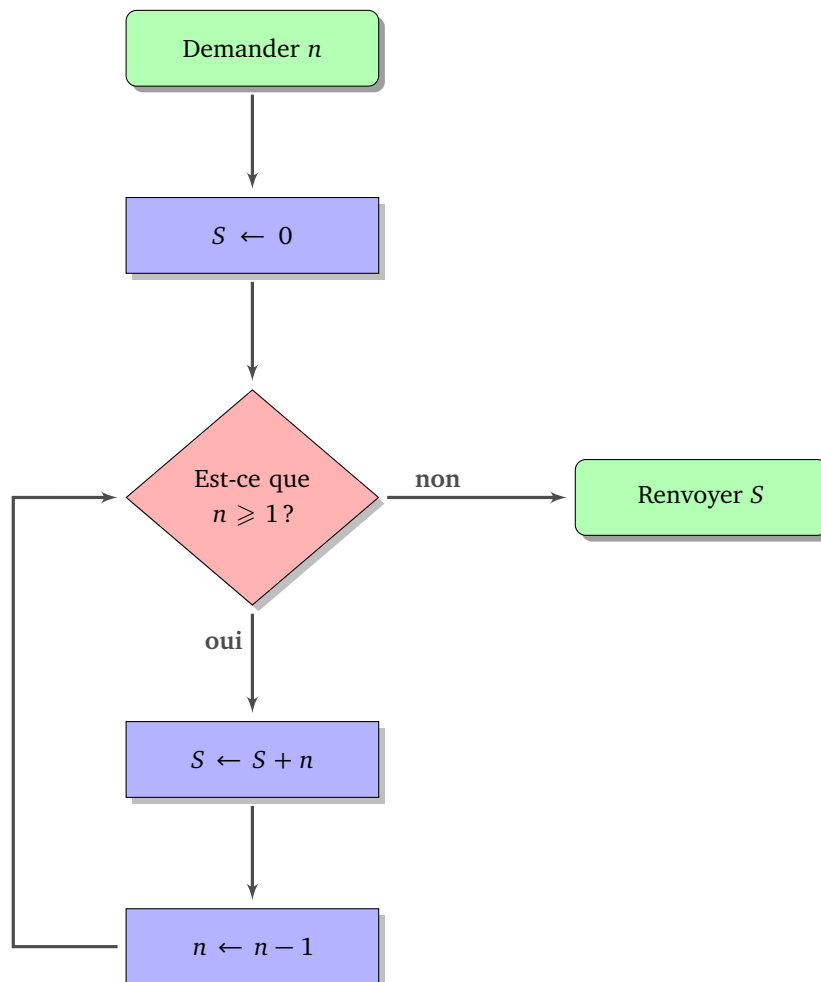 Demander n
S ← 0
Est-ce que
n ⩾ 1 ?
non
Renvoyer S
oui
S ← S + n
n ← n − 1